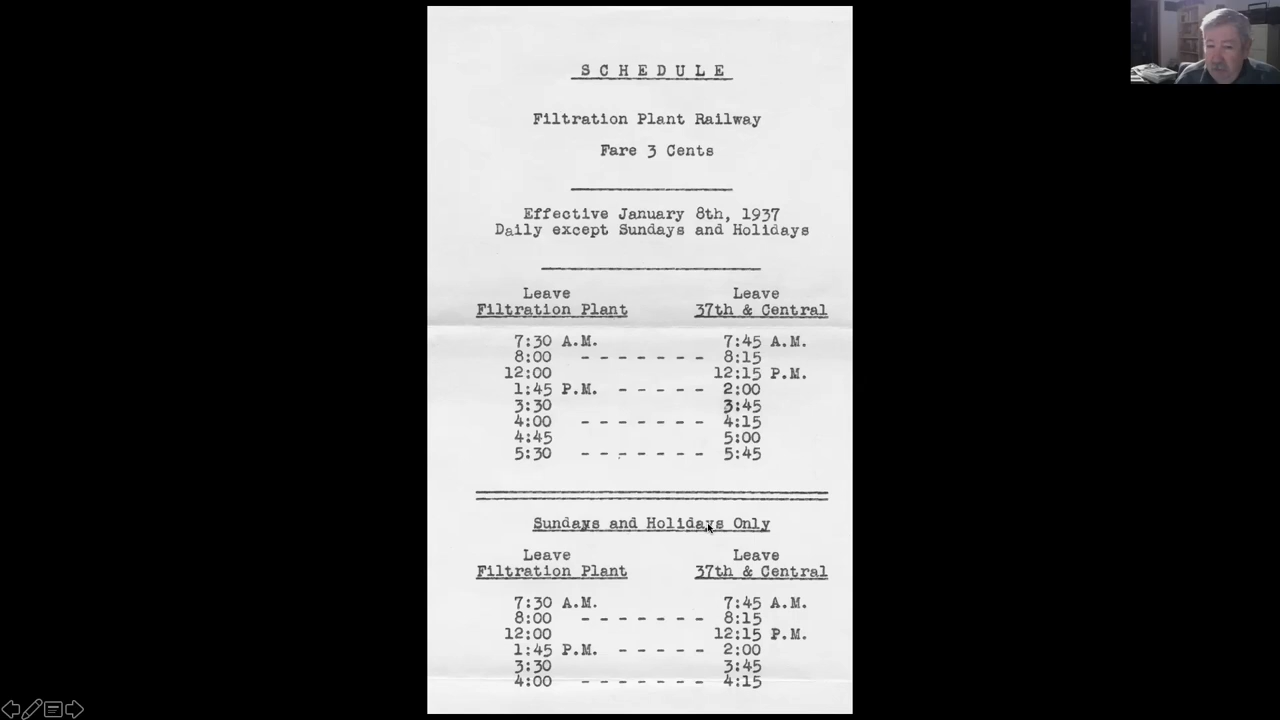 SCHEDULE
Filtration Plant Railway
Fare 3 Cents
Effective January 8th, 1937
Daily except Sundays and Holidays
Leave Leave
Filtration Plant 37th & Central
7:30 A.M. 7:45 A.M.
8:00 - - - - - - - 8:15
12:00 12:15 P.M.
1:45 P.M. - - - - - 2:00
3:30 3:45
4:00 - - - - - - - 4:15
4:45 5:00
5:30 - - - - - - - 5:45
Sundays and Holidays Only
Leave Leave
Filtration Plant 37th & Central
7:30 A.M. 7:45 A.M.
8:00 - - - - - - - 8:15
12:00 12:15 P.M.
1:45 P.M. - - - - - 2:00
3:30 3:45
4:00 - - - - - - - 4:15